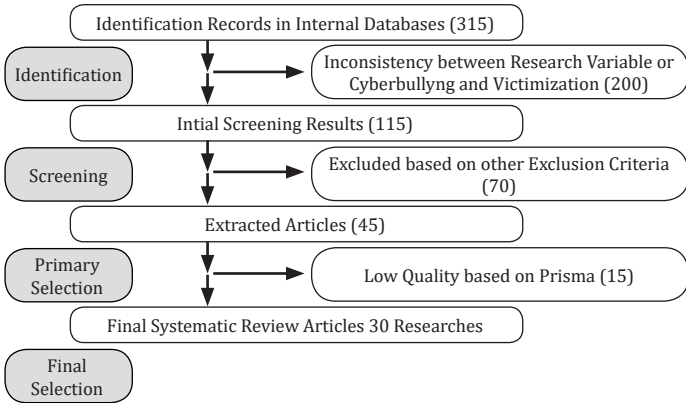 Identification Records in Internal Databases (315)
Identification
Inconsistency between Research Variable or
Cyberbullyng and Victimization (200)
Intial Screening Results (115)
Screening
Excluded based on other Exclusion Criteria
(70)
Extracted Articles (45)
Primary
Selection
Low Quality based on Prisma (15)
Final Systematic Review Articles 30 Researches
Final
Selection